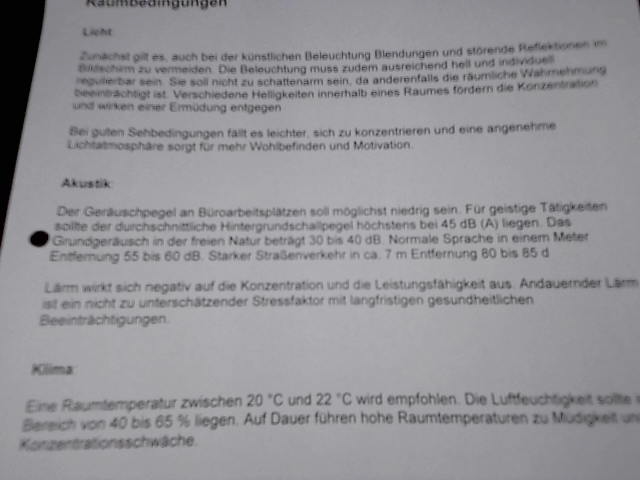 Raumbedingungen
Licht:
Zunächst gilt es, auch bei der künstlichen Beleuchtung Blendungen und störende Reflektionen im
Bildschirm zu vermeiden. Die Beleuchtung muss zudem ausreichend hell und individuell
regulierbar sein. Sie soll nicht zu schattenarm sein, da anderenfalls die räumliche Wahrnehmung
beeinträchtigt ist. Verschiedene Helligkeiten innerhalb eines Raumes fördern die Konzentration
und wirken einer Ermüdung entgegen
Bei guten Sehbedingungen fällt es leichter, sich zu konzentrieren und eine angenehme
Lichtatmosphäre sorgt für mehr Wohlbefinden und Motivation.
Akustik:
Der Geräuschpegel an Büroarbeitsplätzen soll möglichst niedrig sein. Für geistige Tätigkeiten
sollte der durchschnittliche Hintergrundschallpegel höchstens bei 45 dB (A) liegen. Das
Grundgeräusch in der freien Natur beträgt 30 bis 40 dB. Normale Sprache in einem Meter
Entfernung 55 bis 60 dB. Starker Straßenverkehr in ca. 7 m Entfernung 80 bis 85 d
Lärm wirkt sich negativ auf die Konzentration und die Leistungsfähigkeit aus. Andauernder Lärm
ist ein nicht zu unterschätzender Stressfaktor mit langfristigen gesundheitlichen
Beeinträchtigungen.
Klima:
Eine Raumtemperatur zwischen 20 °C und 22 °C wird empfohlen. Die Luftfeuchtigkeit sollte
Bereich von 40 bis 65 % liegen. Auf Dauer führen hohe Raumtemperaturen zu Müdigkeit un
Konzentrationsschwäche.